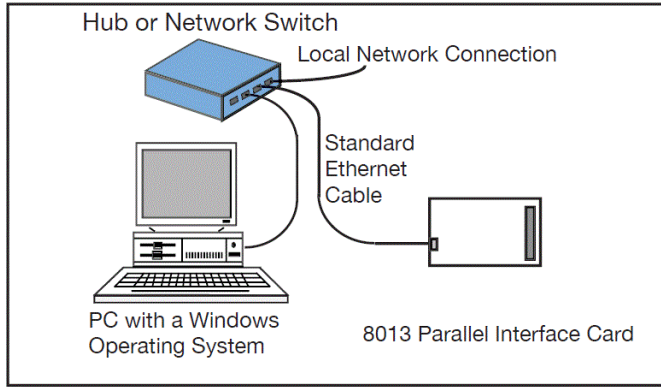 Hub or Network Switch
Local Network Connection
Standard
Ethernet
Cable
PC with a Windows
Operating System
8013 Parallel Interface Card